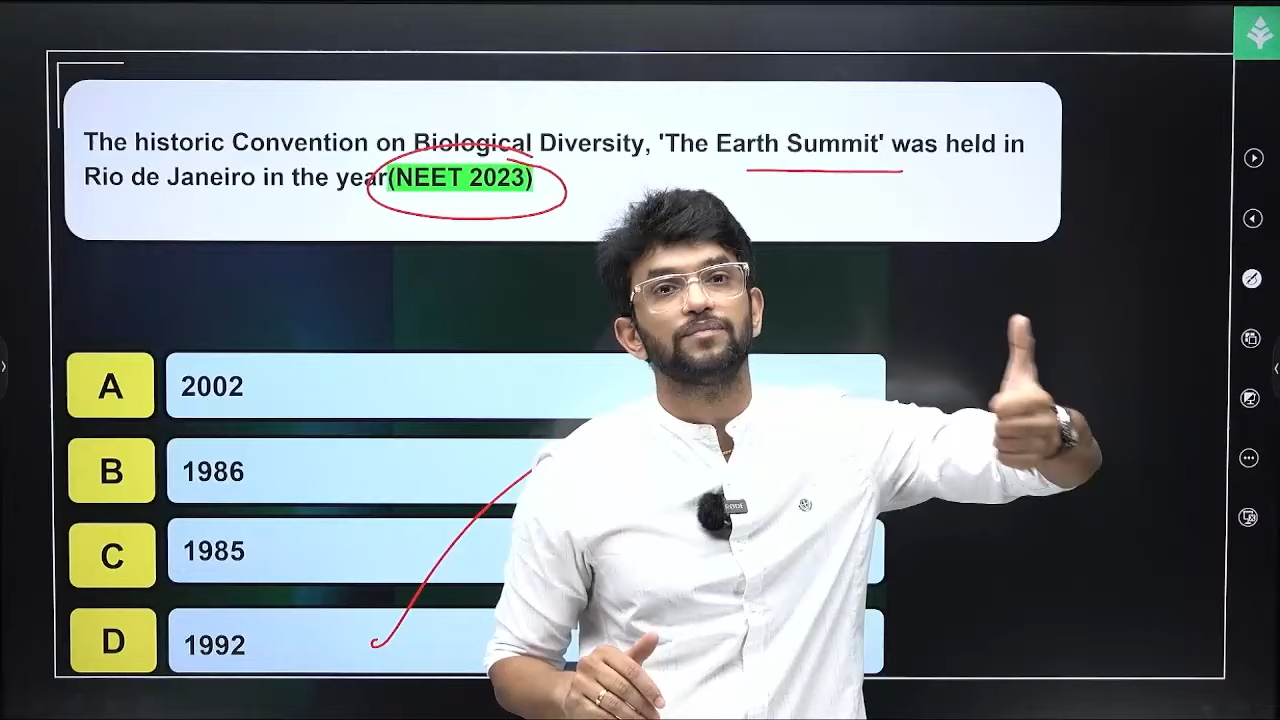 The historic Convention on Biological Diversity, 'The Earth Summit' was held in
Rio de Janeiro in the year(NEET 2023)
A 2002
B 1986
C 1985
D 1992
RØDE